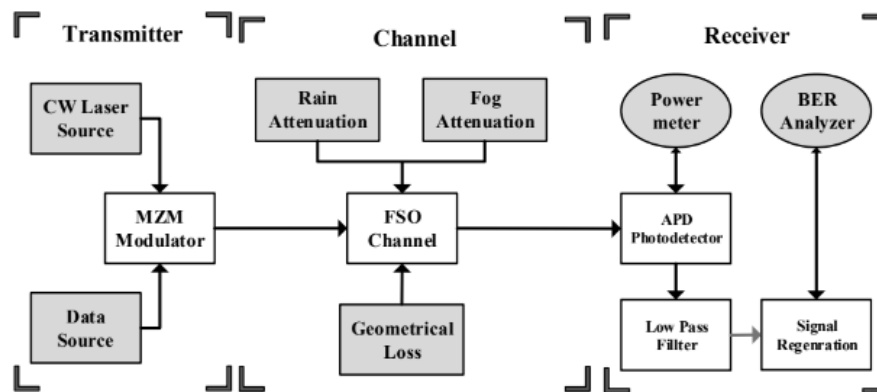 Transmitter
CW Laser
Source
MZM
Modulator
Data
Source
Channel
Rain
Attenuation
Fog
Attenuation
FSO
Channel
Geometrical
Loss
Receiver
Power
meter
BER
Analyzer
APD
Photodetector
Low Pass
Fillter
Signal
Regenration